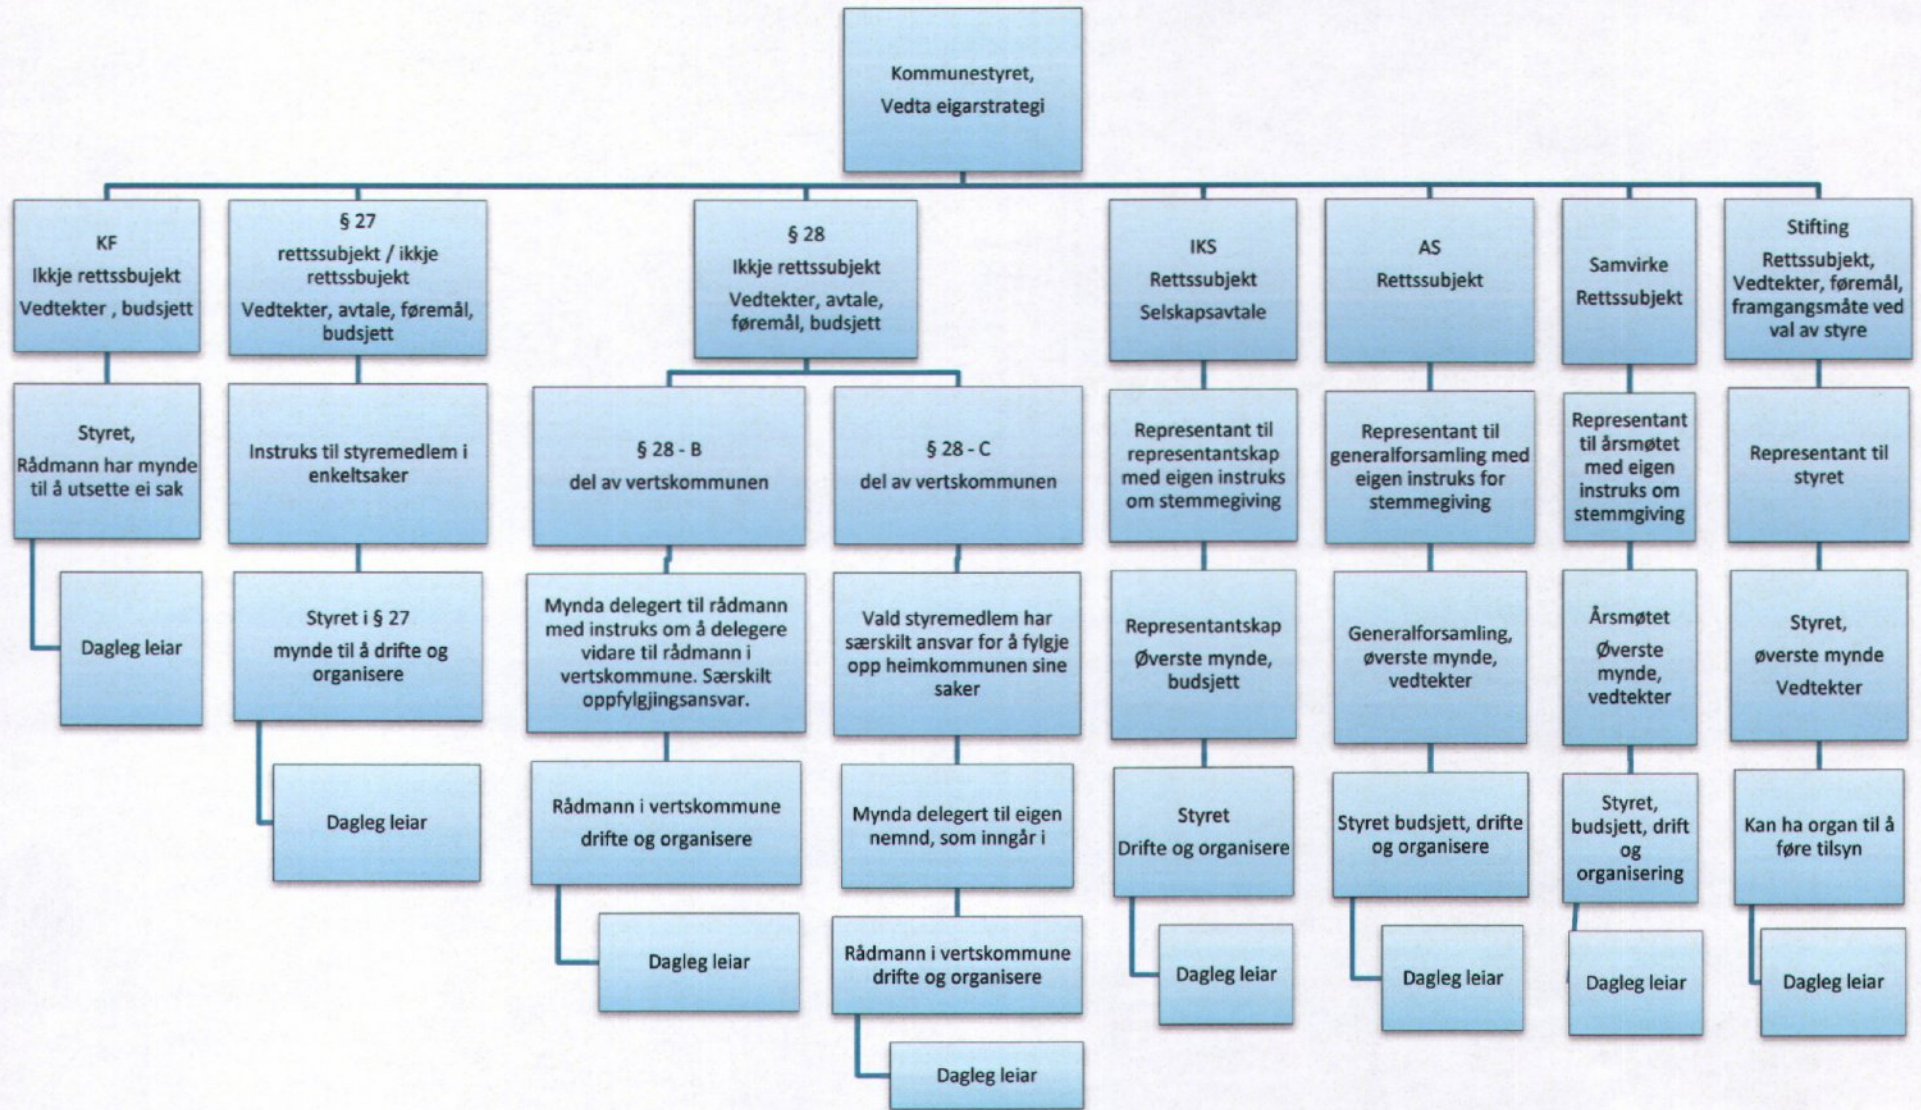 Kommunestyret,
Vedta eigarstrategi
KF
Ikkje rettssbujekt
Vedtekter , budsjett
§ 27
rettssubjekt / ikkje
rettssbujekt
Vedtekter, avtale, føremål,
budsjett
§ 28
Ikkje rettssubjekt
Vedtekter, avtale,
føremål, budsjett
IKS
Rettssubjekt
Selskapsavtale
AS
Rettssubjekt
Samvirke
Rettssubjekt
Stifting
Rettssubjekt,
Vedtekter, føremål,
framgangsmåte ved
val av styre
Styret,
Rådmann har mynde
til å utsette ei sak
Instruks til styremedlem i
enkeltsaker
§ 28 - B
del av vertskommunen
§ 28 - C
del av vertskommunen
Representant til
representantskap
med eigen instruks
om stemmegiving
Representant til
generalforsamling med
eigen instruks for
stemmegiving
Representant
til årsmøtet
med eigen
instruks om
stemmgiving
Representant til
styret
Dagleg leiar
Styret i § 27
mynde til å drifte og
organisere
Mynda delegert til rådmann
med instruks om å delegere
vidare til rådmann i
vertskommune. Særskilt
oppfylgjingsansvar.
Vald styremedlem har
særskilt ansvar for å fylgje
opp heimkommunen sine
saker
Representantskap
Øverste mynde,
budsjett
Generalforsamling,
øverste mynde,
vedtekter
Årsmøtet
Øverste
mynde,
vedtekter
Styret,
øverste mynde
Vedtekter
Dagleg leiar
Rådmann i vertskommune
drifte og organisere
Mynda delegert til eigen
nemnd, som inngår i
Styret
Drifte og organisere
Styret budsjett, drifte
og organisere
Styret,
budsjett, drift
og
organisering
Kan ha organ til å
føre tilsyn
Dagleg leiar
Rådmann i vertskommune
drifte og organisere
Dagleg leiar
Dagleg leiar
Dagleg leiar
Dagleg leiar
Dagleg leiar